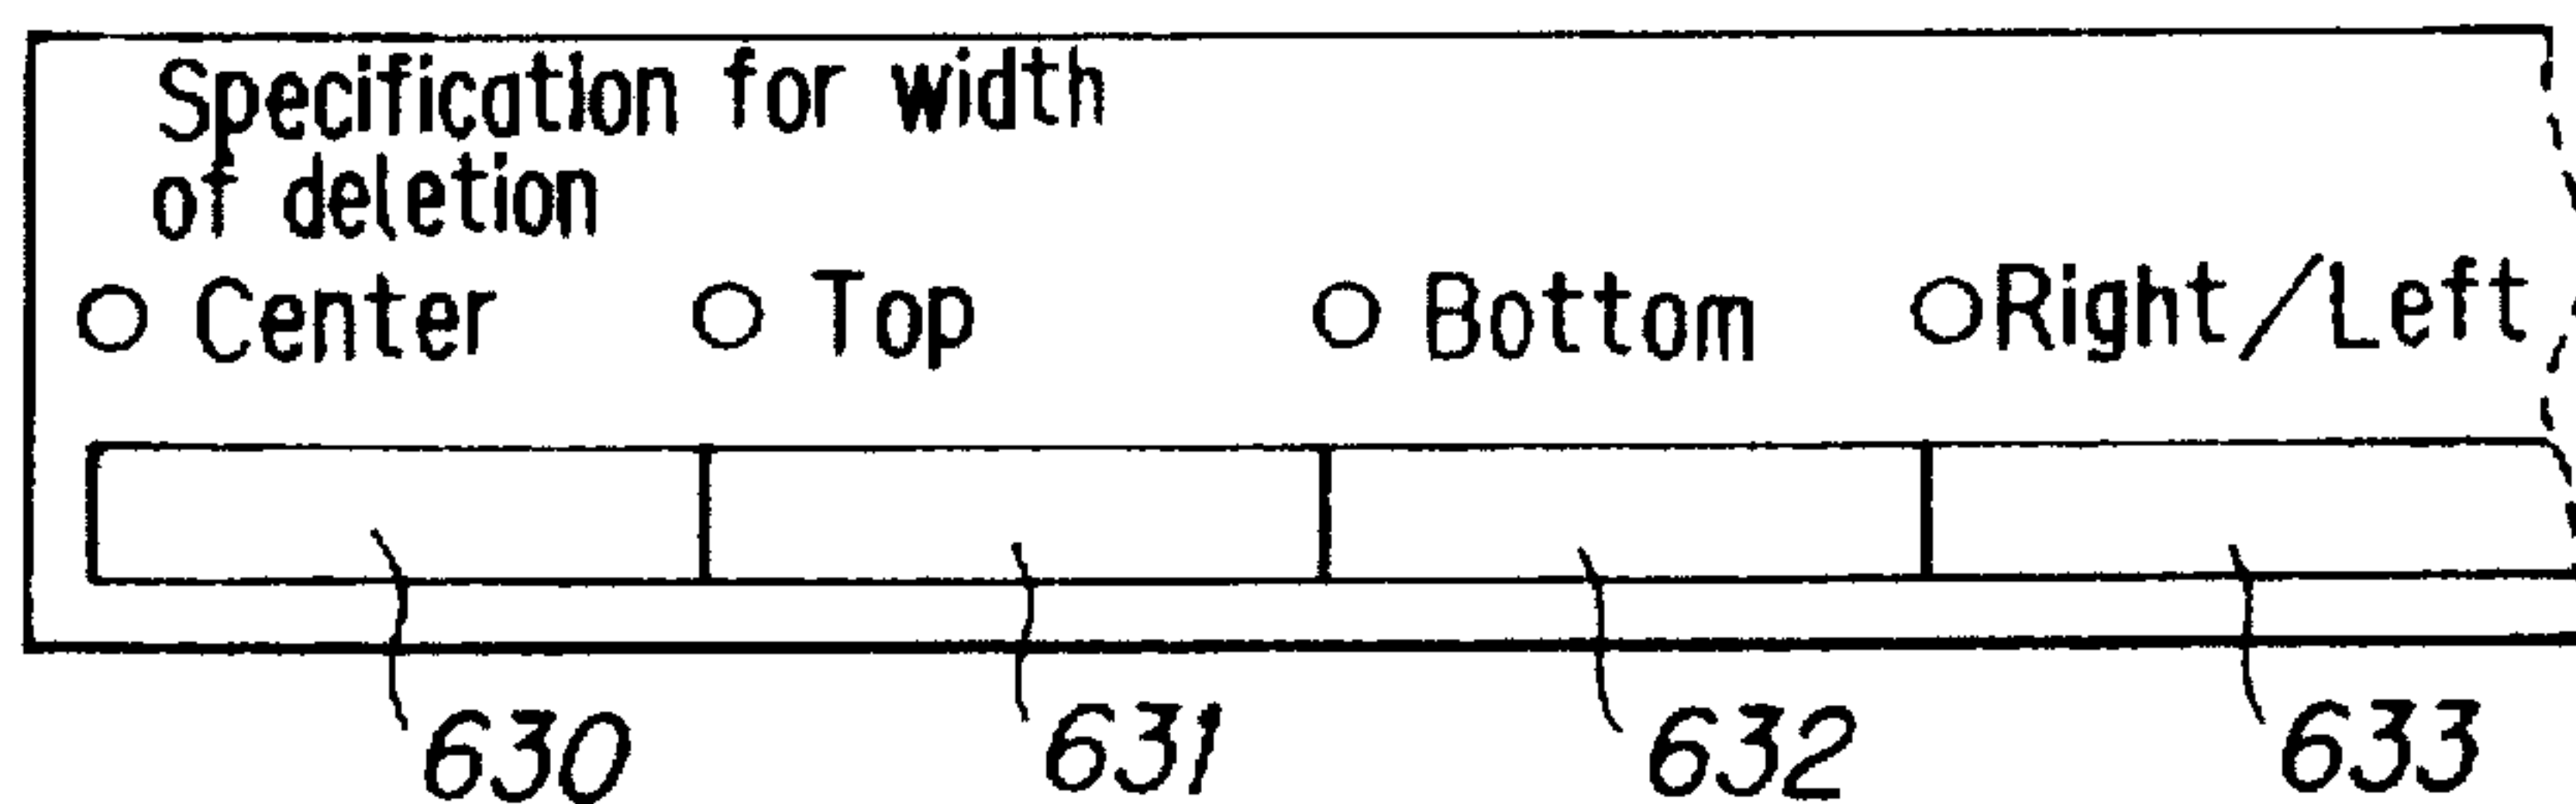 Specification for width
of deletion
○ Center ○ Top ○ Bottom ○ Right/Left
630 631 632 633